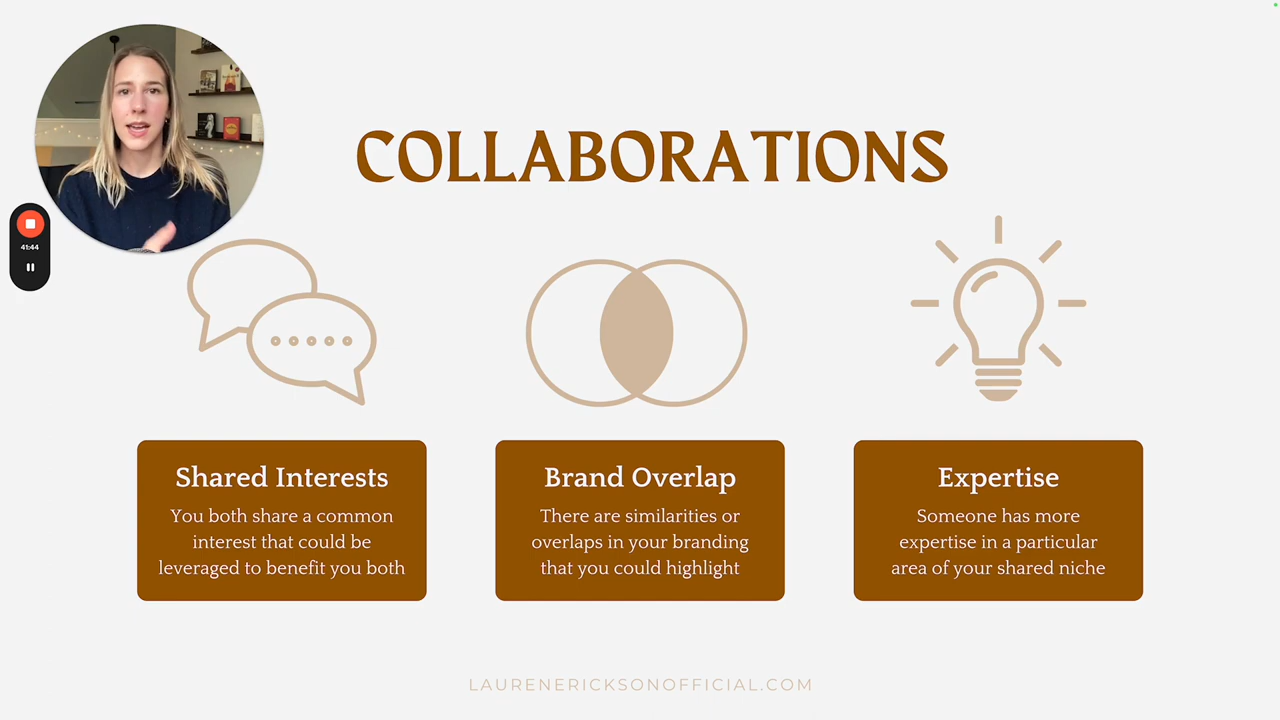 COLLABORATIONS
41:44
Shared Interests
You both share a common
interest that could be
leveraged to benefit you both
Brand Overlap
There are similarities or
overlaps in your branding
that you could highlight
Expertise
Someone has more
expertise in a particular
area of your shared niche
LAURENERICKSONOFFICIAL.COM